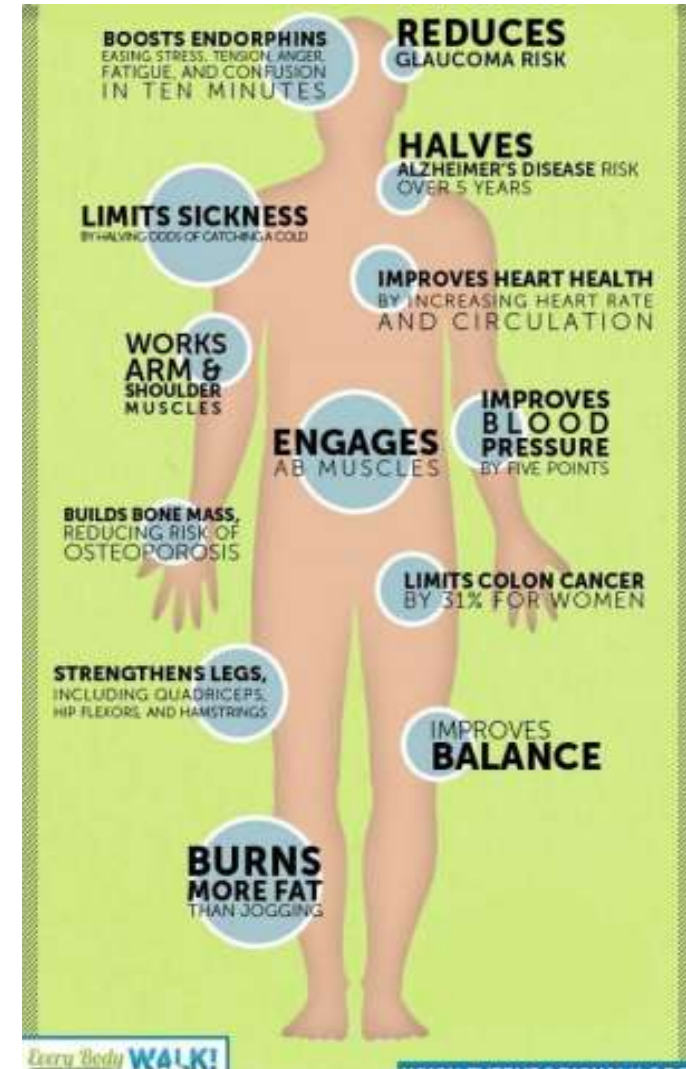 BOOSTS ENDORPHINS
EASING STRESS, TENSION, ANGER,
FATIGUE, AND CONFUSION
IN TEN MINUTES
REDUCES
GLAUCOMA RISK
HALVES
ALZHEIMER'S DISEASE RISK
OVER 5 YEARS
LIMITS SICKNESS
BY HALVING ODDS OF CATCHING A COLD
IMPROVES HEART HEALTH
BY INCREASING HEART RATE
AND CIRCULATION
WORKS
ARM &
SHOULDER
MUSCLES
ENGAGES
AB MUSCLES
IMPROVES
BLOOD
PRESSURE
BY FIVE POINTS
BUILDS BONE MASS,
REDUCING RISK OF
OSTEOPOROSIS
LIMITS COLON CANCER
BY 31% FOR WOMEN
STRENGTHENS LEGS,
INCLUDING QUADRICEPS,
HIP FLEXORS, AND HAMSTRINGS
IMPROVES
BALANCE
BURNS
MORE FAT
THAN JOGGING
Every Body WALK!